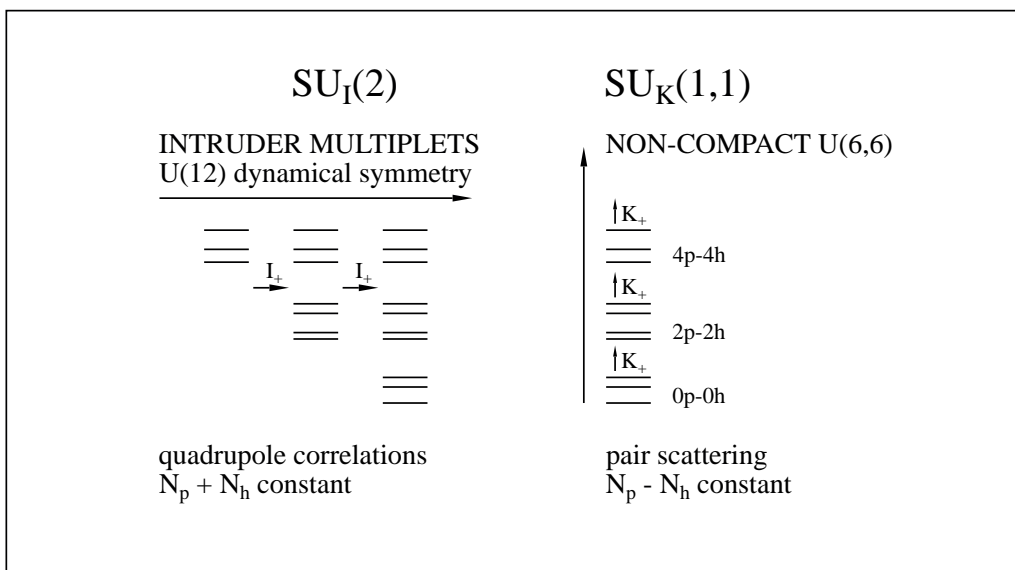 SU_I(2)
INTRUDER MULTIPLETS
U(12) dynamical symmetry
I_+ I_+
quadrupole correlations
N_p + N_h constant
SU_K(1,1)
NON-COMPACT U(6,6)
K_+
4p-4h
K_+
2p-2h
K_+
0p-0h
pair scattering
N_p - N_h constant